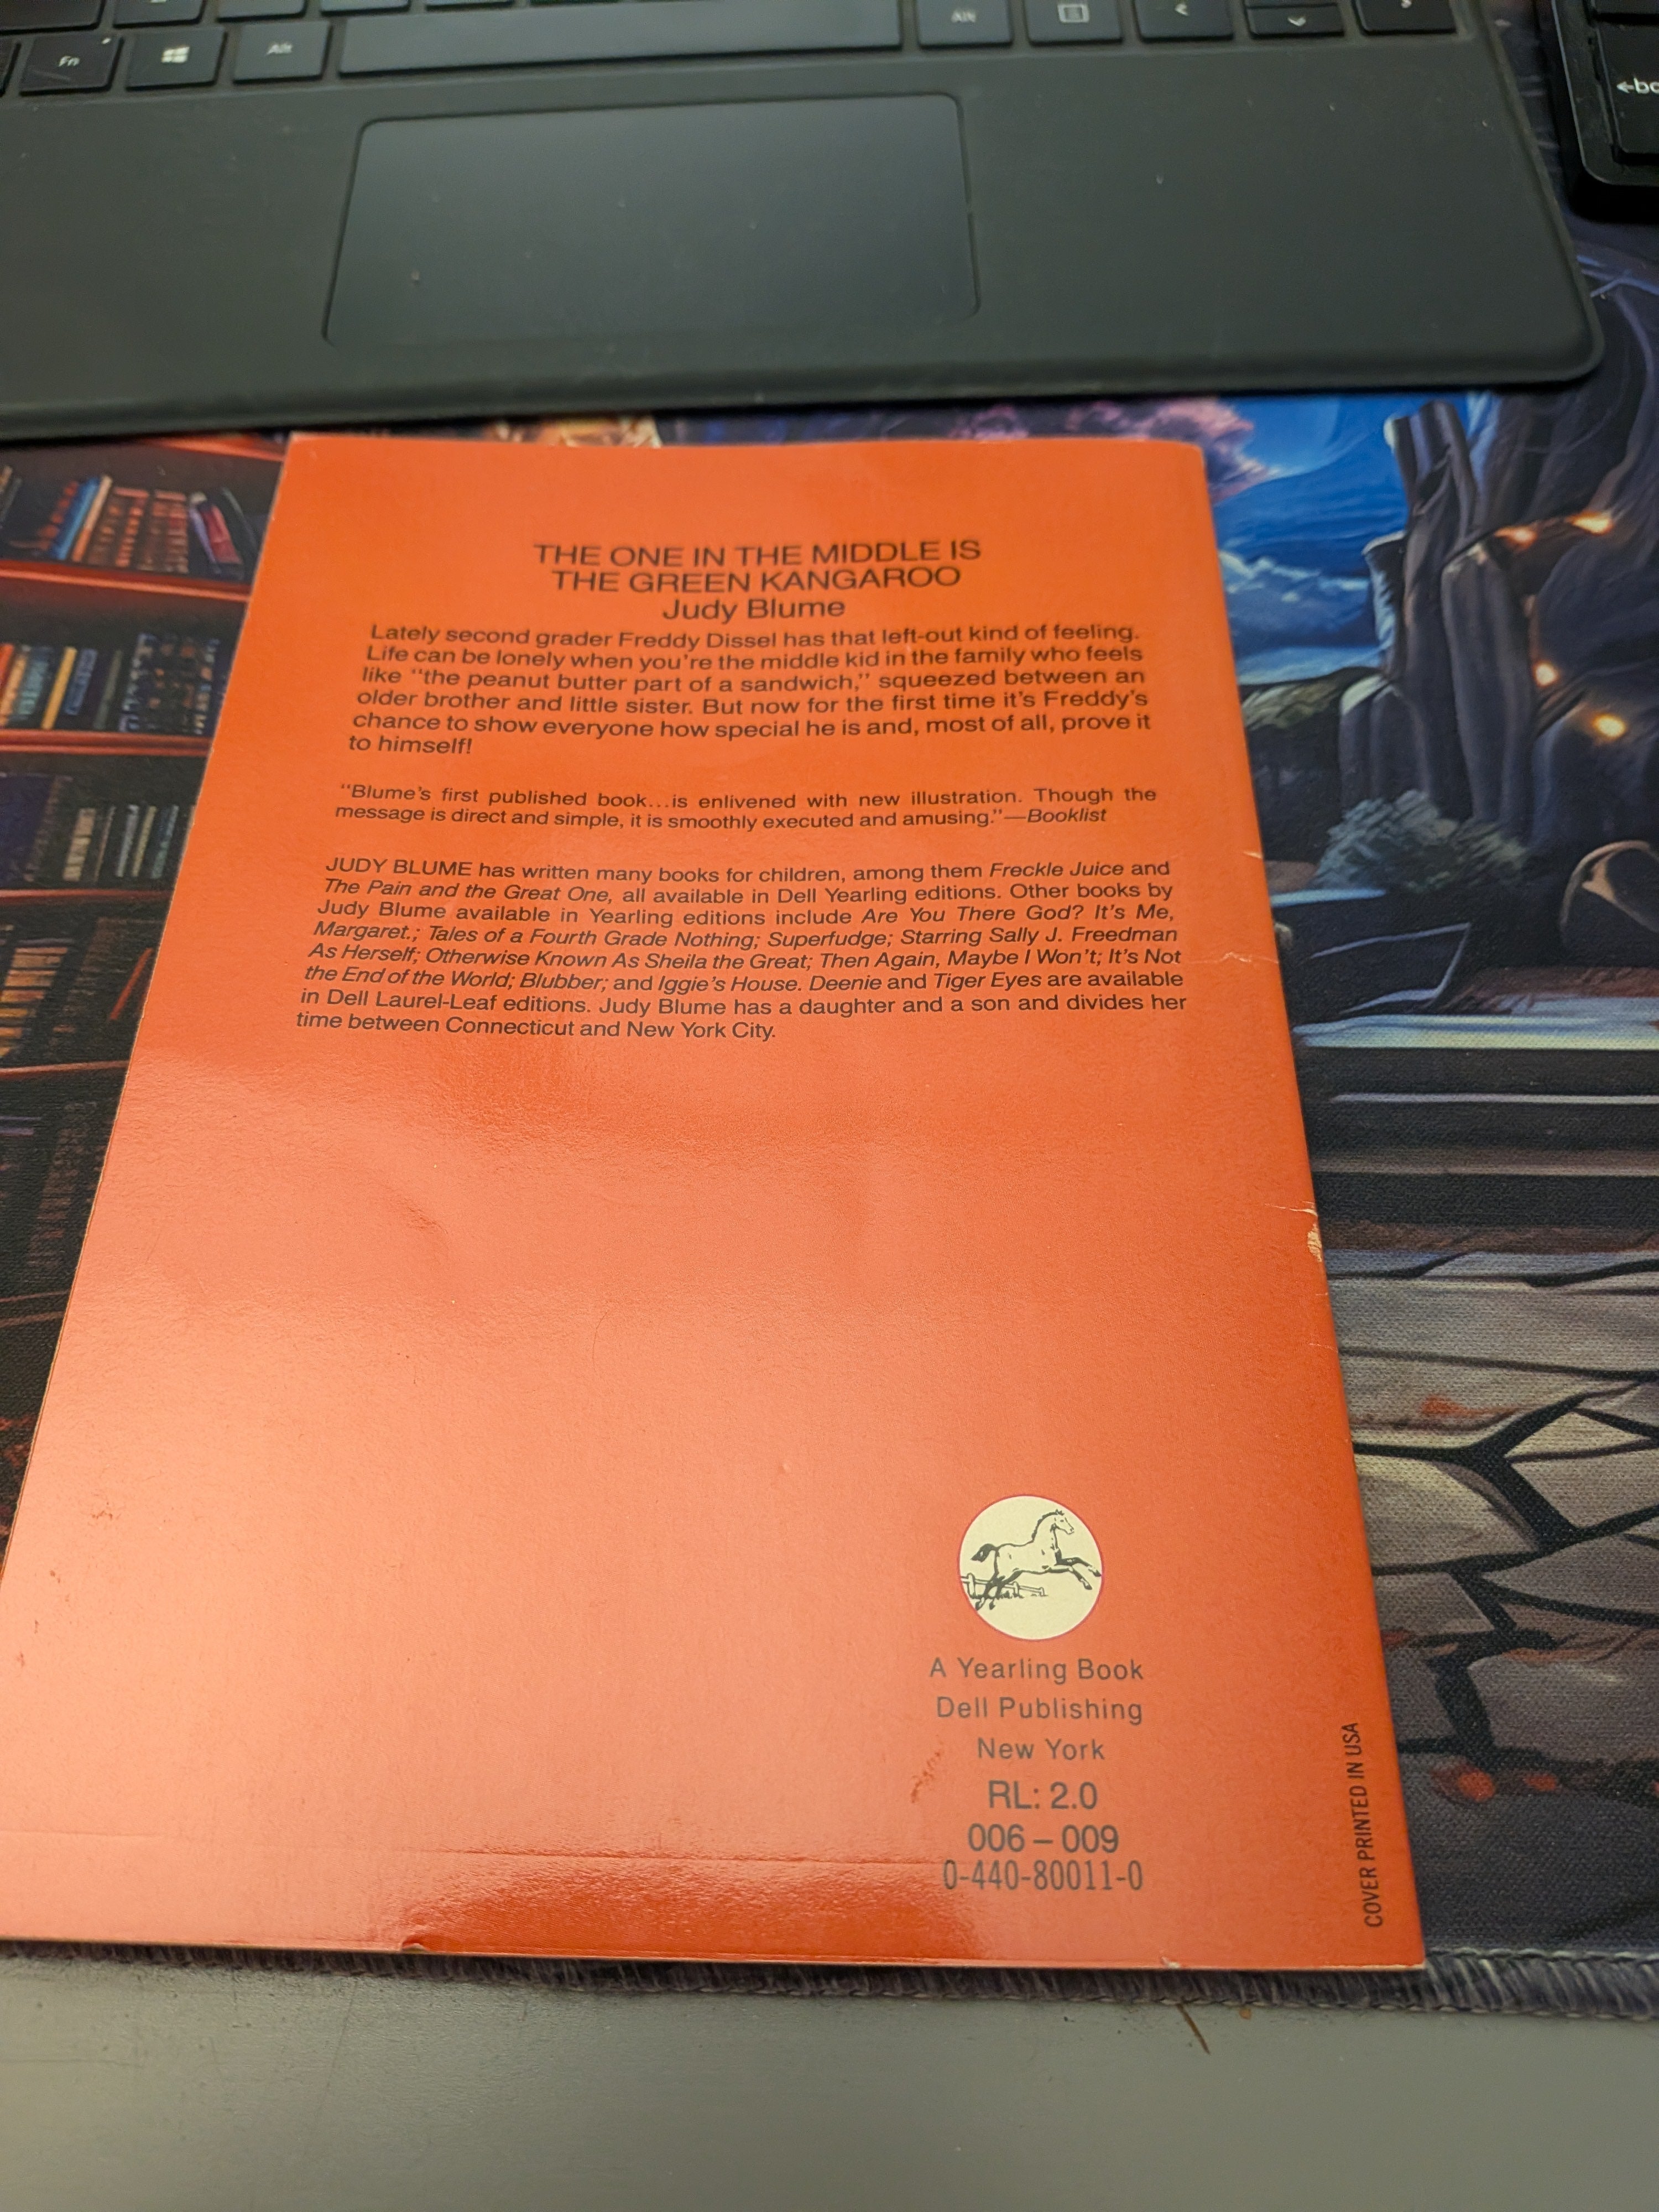 Alt
Fn
Alt
←bo
THE ONE IN THE MIDDLE IS
THE GREEN KANGAROO
Judy Blume
Lately second grader Freddy Dissel has that left-out kind of feeling.
Life can be lonely when you're the middle kid in the family who feels
like "the peanut butter part of a sandwich," squeezed between an
older brother and little sister. But now for the first time it's Freddy's
chance to show everyone how special he is and, most of all, prove it
to himself!
"Blume's first published book...is enlivened with new illustration. Though the
message is direct and simple, it is smoothly executed and amusing."—Booklist
JUDY BLUME has written many books for children, among them Freckle Juice and
The Pain and the Great One, all available in Dell Yearling editions. Other books by
Judy Blume available in Yearling editions include Are You There God? It's Me,
Margaret.; Tales of a Fourth Grade Nothing; Superfudge; Starring Sally J. Freedman
As Herself; Otherwise Known As Sheila the Great; Then Again, Maybe I Won't; It's Not
the End of the World; Blubber; and Iggie's House. Deenie and Tiger Eyes are available
in Dell Laurel-Leaf editions. Judy Blume has a daughter and a son and divides her
time between Connecticut and New York City.
A Yearling Book
Dell Publishing
New York
RL: 2.0
006 – 009
0-440-80011-0
COVER PRINTED IN USA